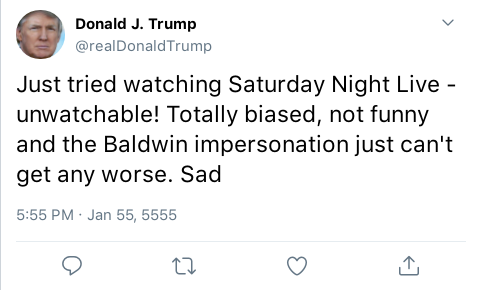 Donald J. Trump
@realDonaldTrump
Just tried watching Saturday Night Live -
unwatchable! Totally biased, not funny
and the Baldwin impersonation just can't
get any worse. Sad
5:55 PM · Jan 55, 5555